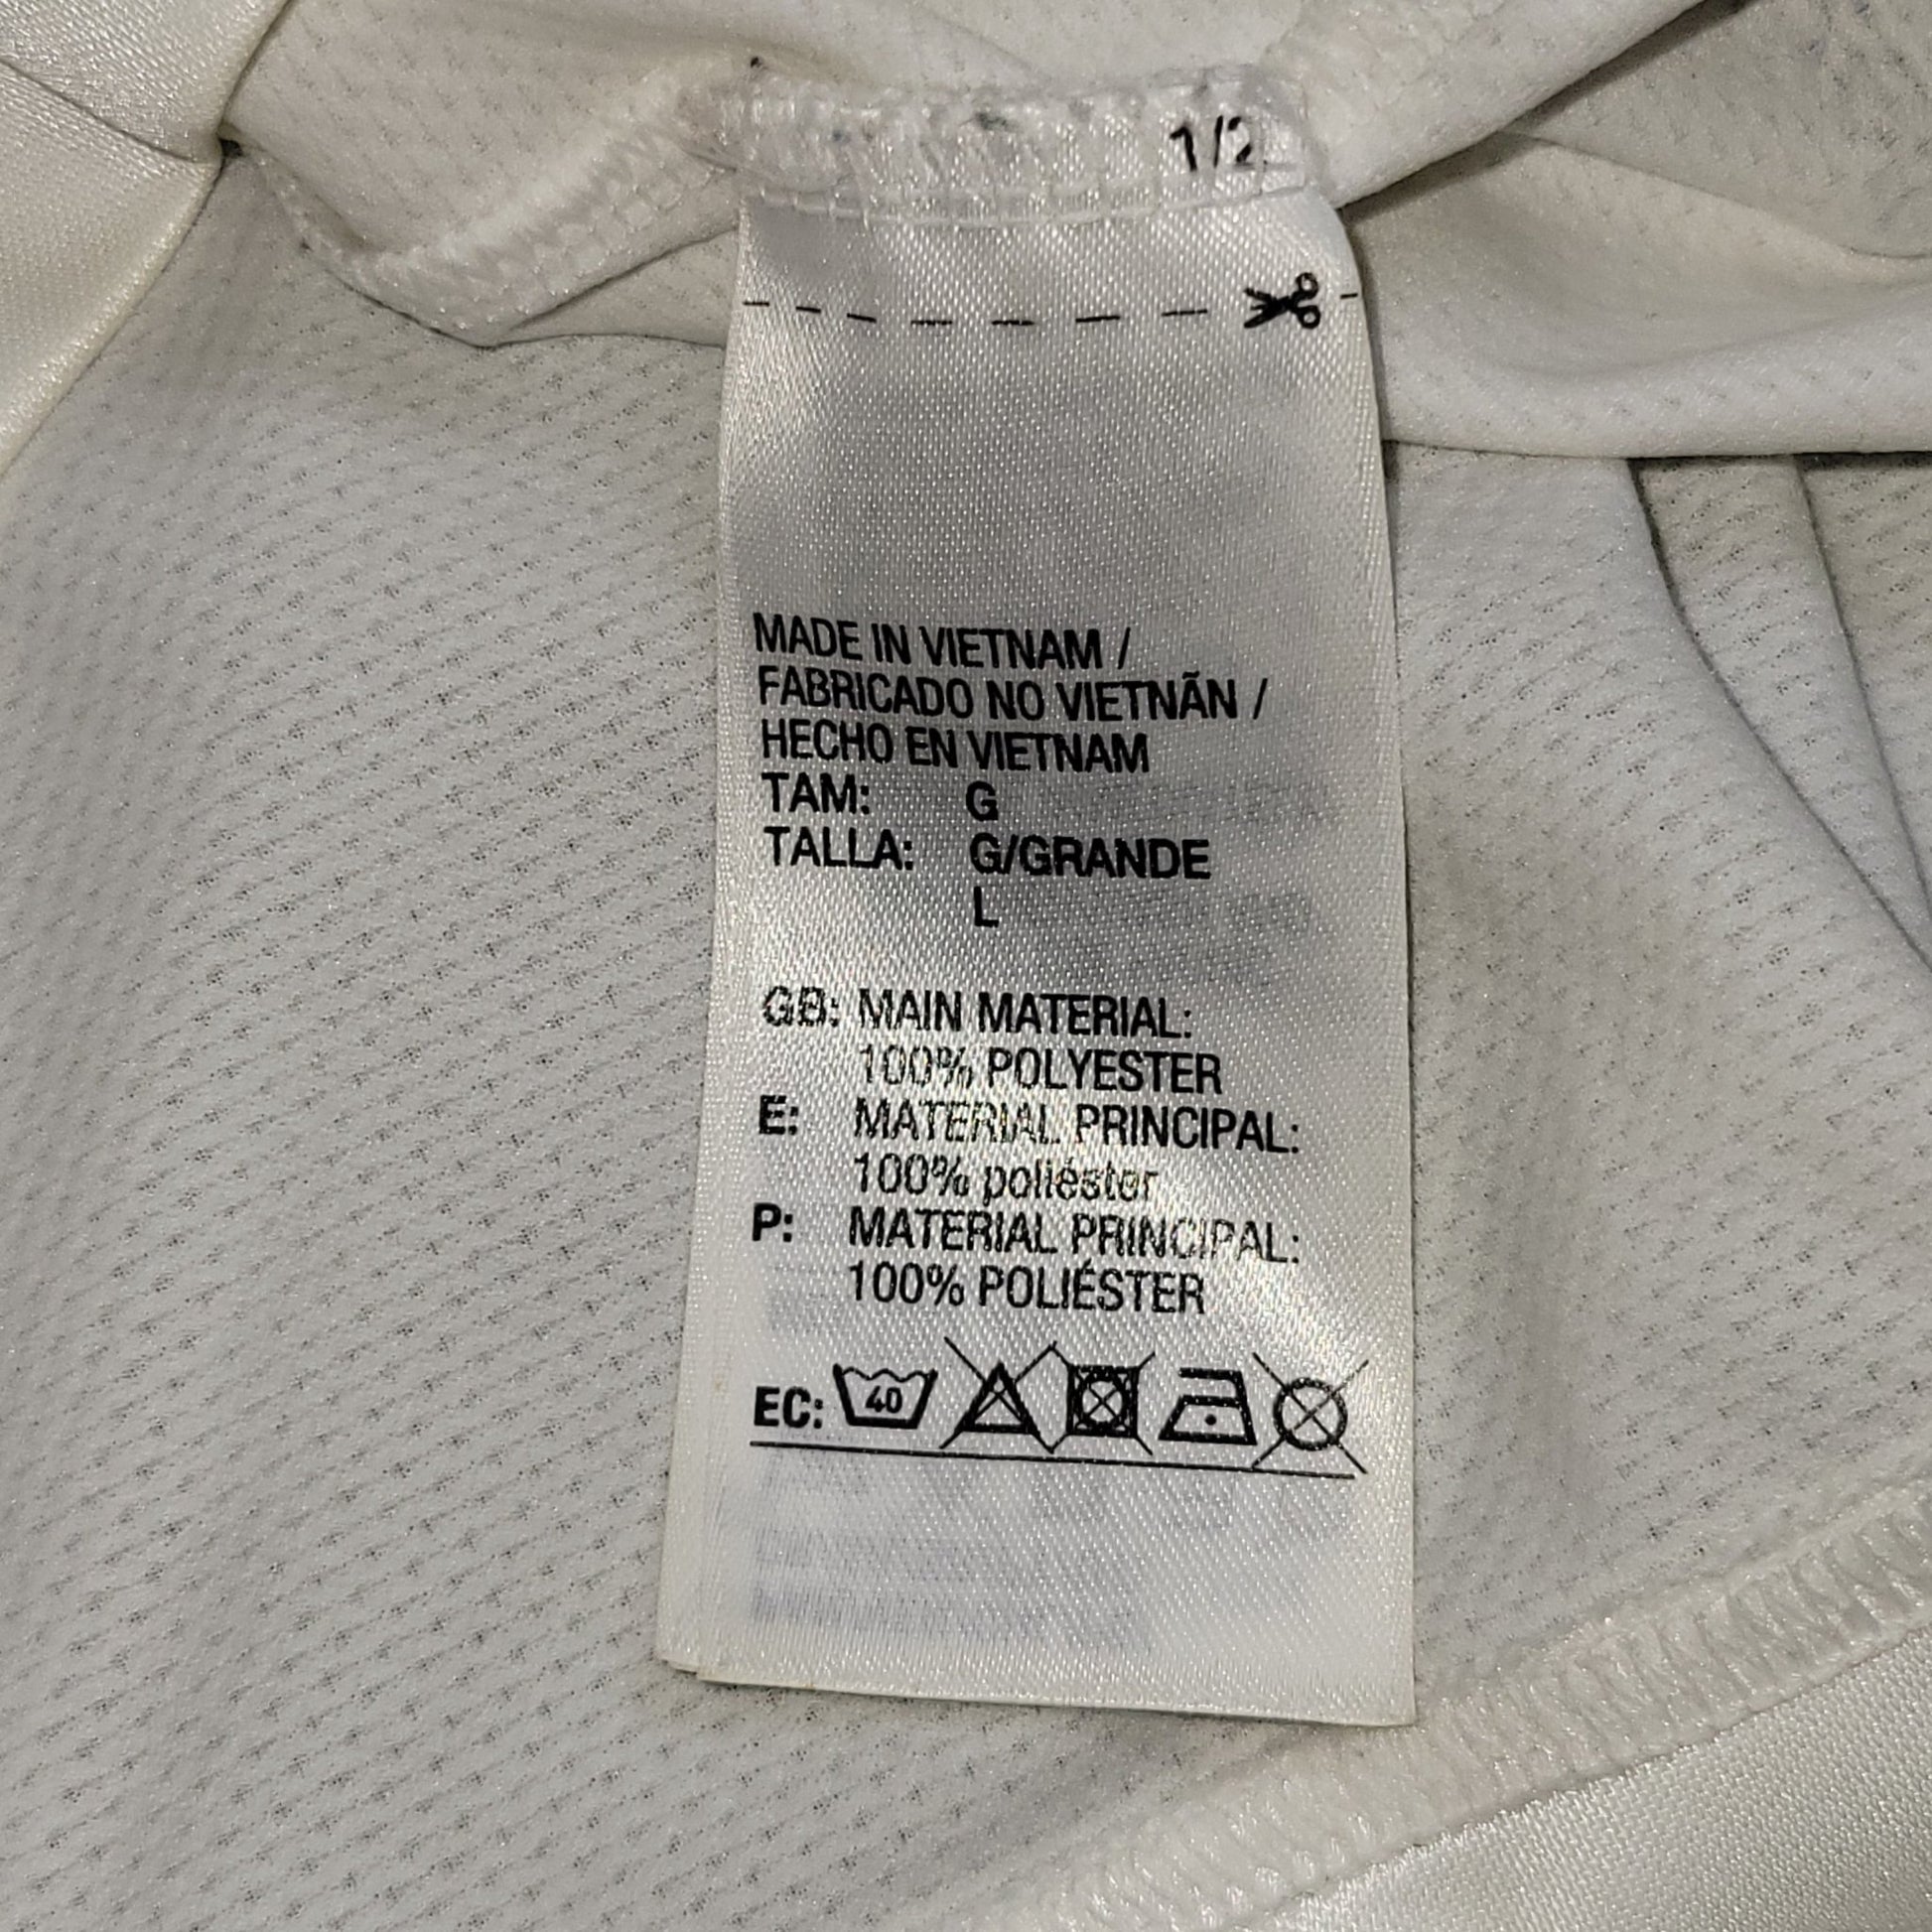 1/2
MADE IN VIETNAM /
FABRICADO NO VIETNÃN /
HECHO EN VIETNAM
TAM: G
TALLA: G/GRANDE
L
GB: MAIN MATERIAL:
100% POLYESTER
E: MATERIAL PRINCIPAL:
100% poliéster
P: MATERIAL PRINCIPAL:
100% POLIÉSTER
EC: 40